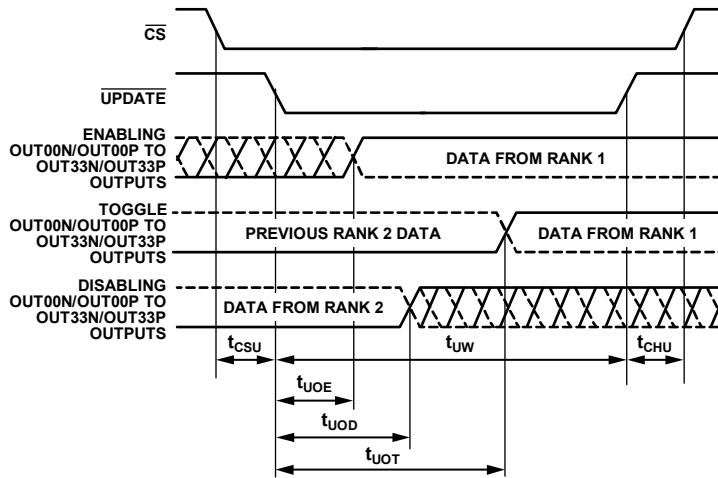 CS
UPDATE
ENABLING
OUT00N/OUT00P TO
OUT33N/OUT33P
OUTPUTS
DATA FROM RANK 1
TOGGLE
OUT00N/OUT00P TO
OUT33N/OUT33P
OUTPUTS
PREVIOUS RANK 2 DATA
DATA FROM RANK 1
DISABLING
OUT00N/OUT00P TO
OUT33N/OUT33P
OUTPUTS
DATA FROM RANK 2
tCSU
tUW
tCHU
tUOE
tUOD
tUOT